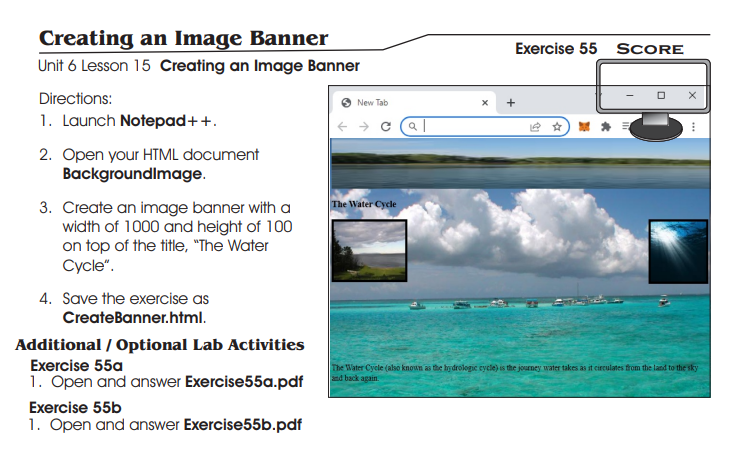 Creating an Image Banner
Exercise 55 SCORE
Unit 6 Lesson 15 Creating an Image Banner
Directions:
1. Launch Notepad++.
2. Open your HTML document
BackgroundImage.
3. Create an image banner with a
width of 1000 and height of 100
on top of the title, “The Water
Cycle”.
4. Save the exercise as
CreateBanner.html.
Additional / Optional Lab Activities
Exercise 55a
1. Open and answer Exercise55a.pdf
Exercise 55b
1. Open and answer Exercise55b.pdf
New Tab
The Water Cycle
The Water Cycle (also known as the hydrologic cycle) is the journey water takes as it circulates from the land to the sky
and back again.